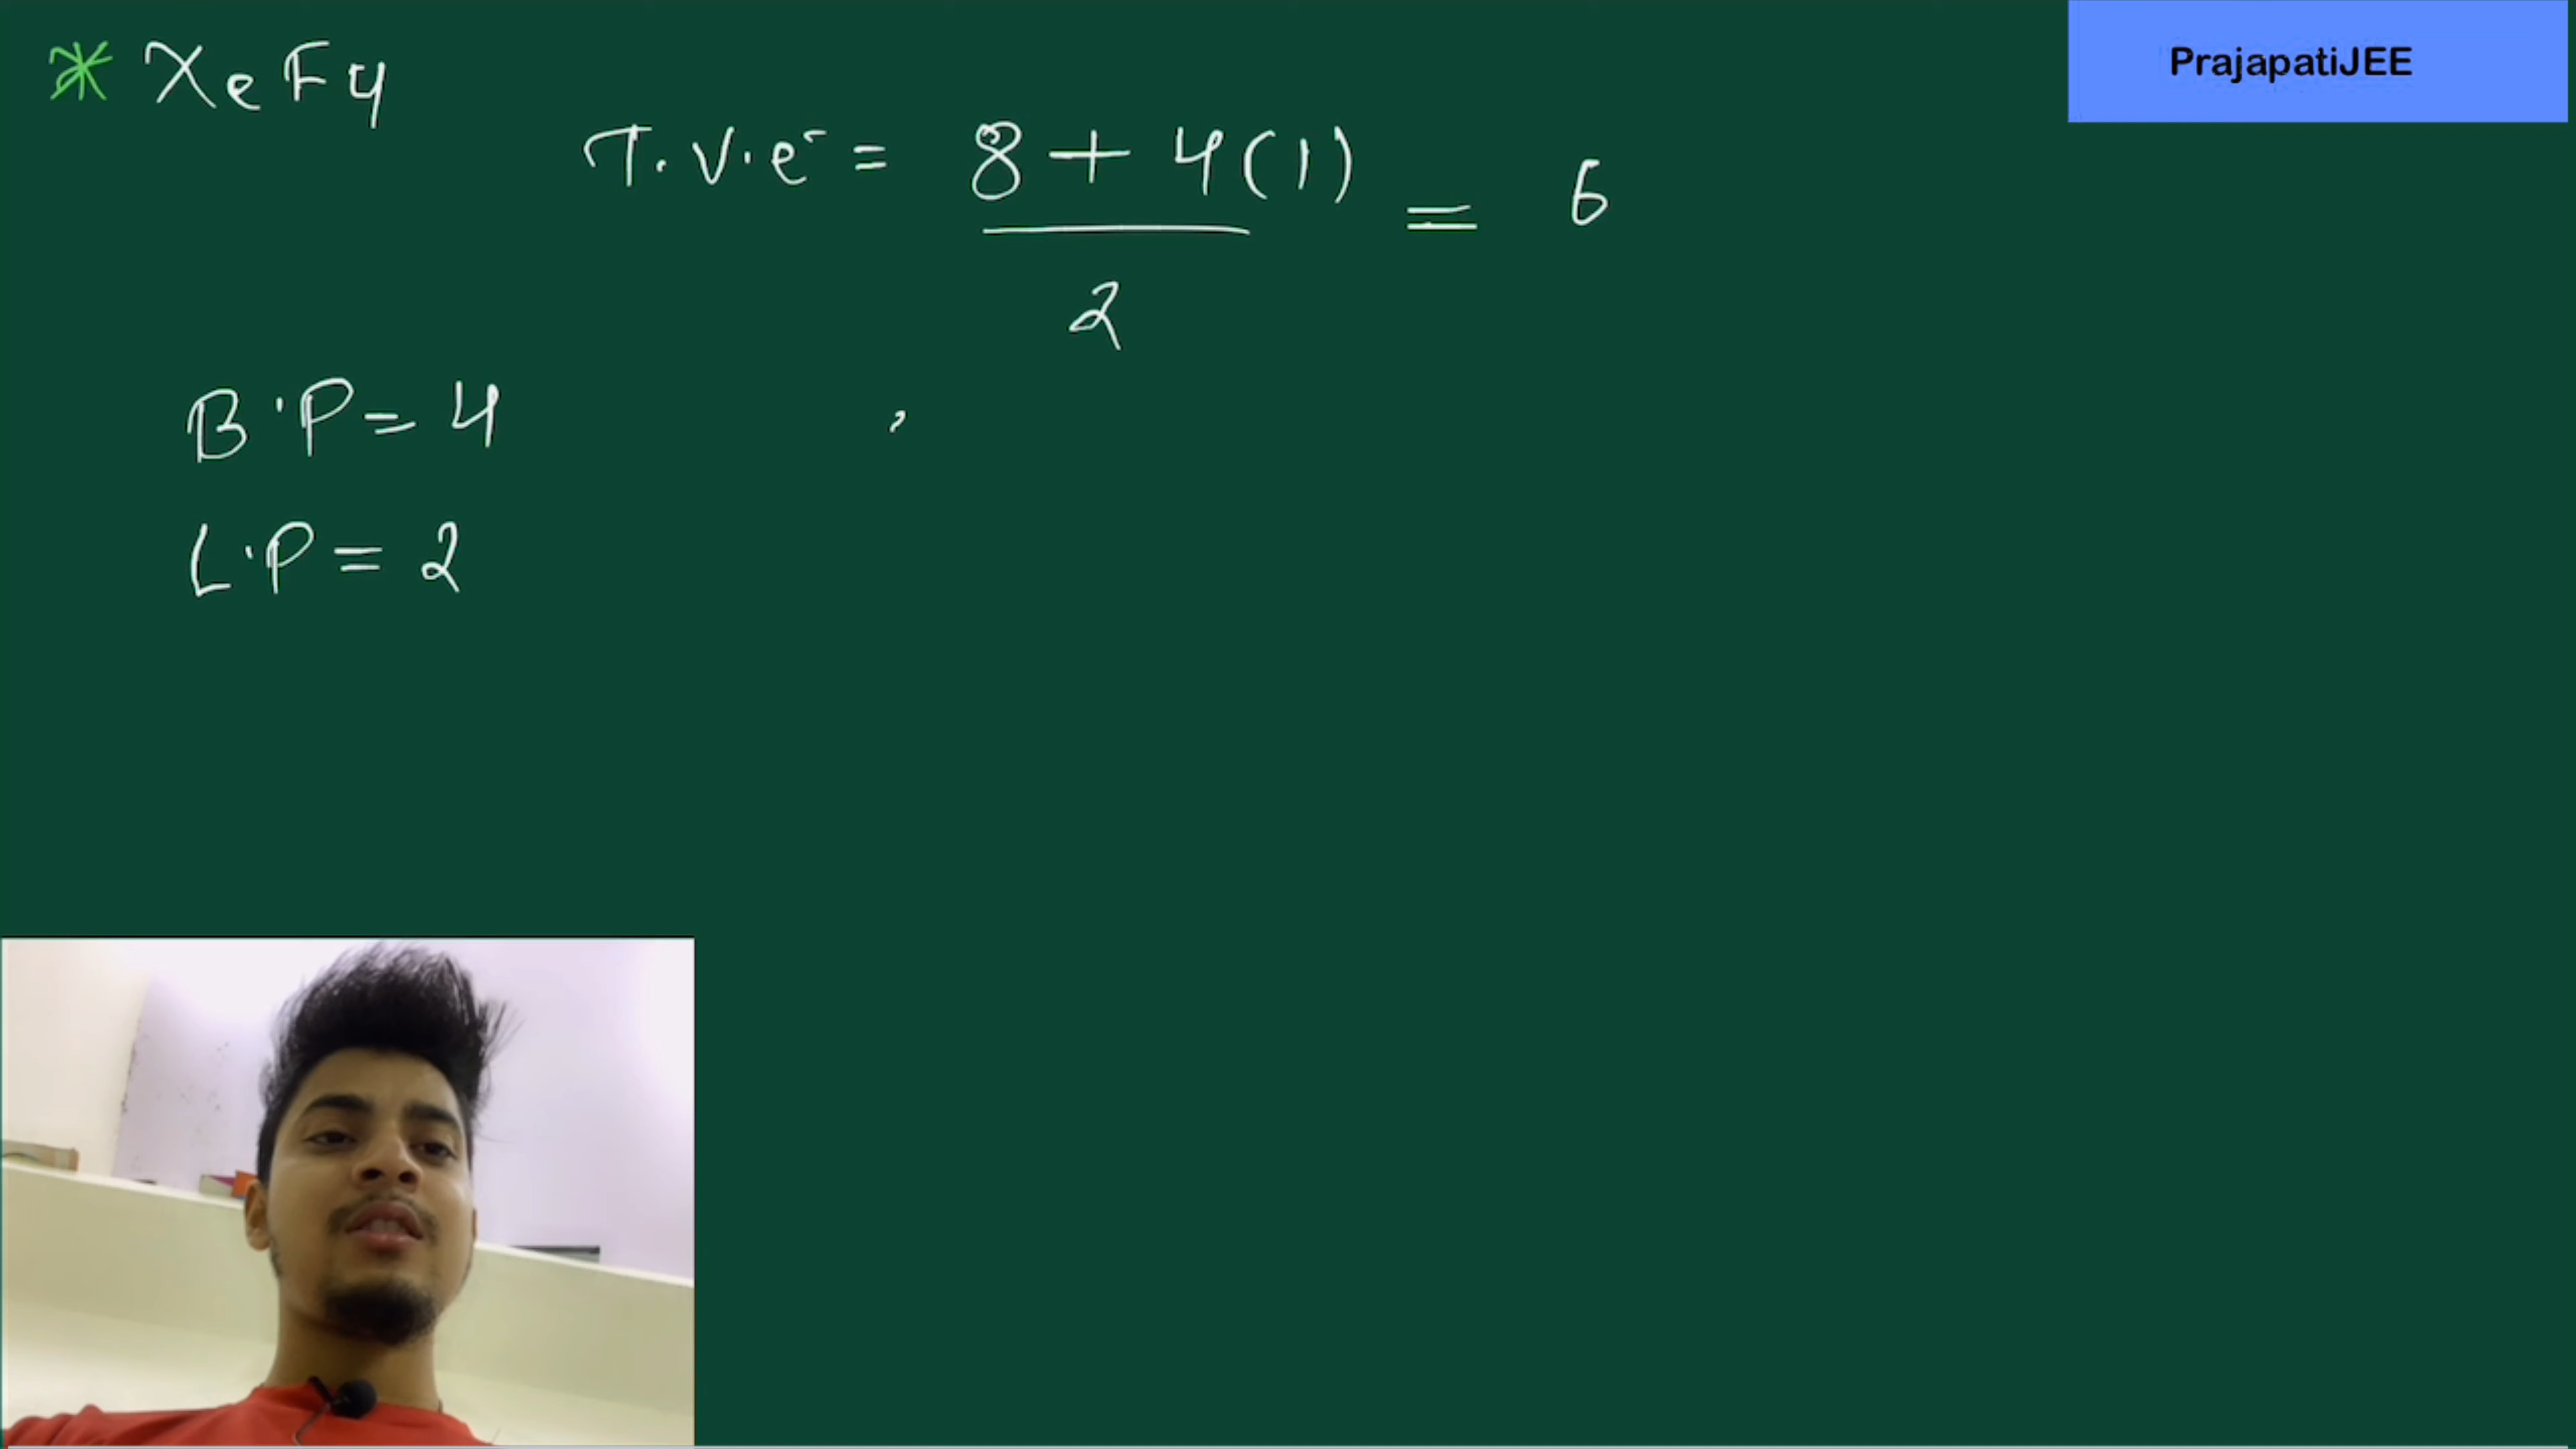 * XeF4
PrajapatiJEE
T.V.e⁻ = 8 + 4(1) = 6
2
B.P = 4
L.P = 2